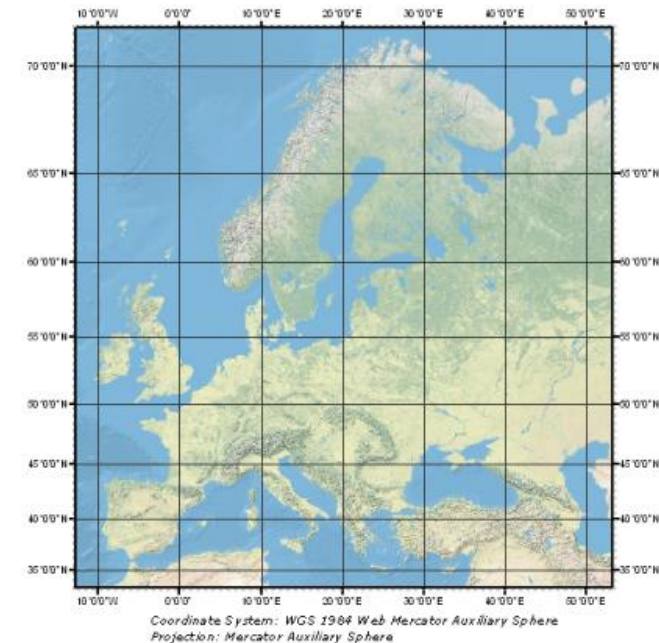 10°0'0"W 0°0'0" 10°0'0"E 20°0'0"E 30°0'0"E 40°0'0"E 50°0'0"E
70°0'0"N 70°0'0"N
65°0'0"N 65°0'0"N
60°0'0"N 60°0'0"N
55°0'0"N 55°0'0"N
50°0'0"N 50°0'0"N
45°0'0"N 45°0'0"N
40°0'0"N 40°0'0"N
35°0'0"N 35°0'0"N
10°0'0"W 0°0'0" 10°0'0"E 20°0'0"E 30°0'0"E 40°0'0"E 50°0'0"E
Coordinate System: WGS 1984 Web Mercator Auxiliary Sphere
Projection: Mercator Auxiliary Sphere